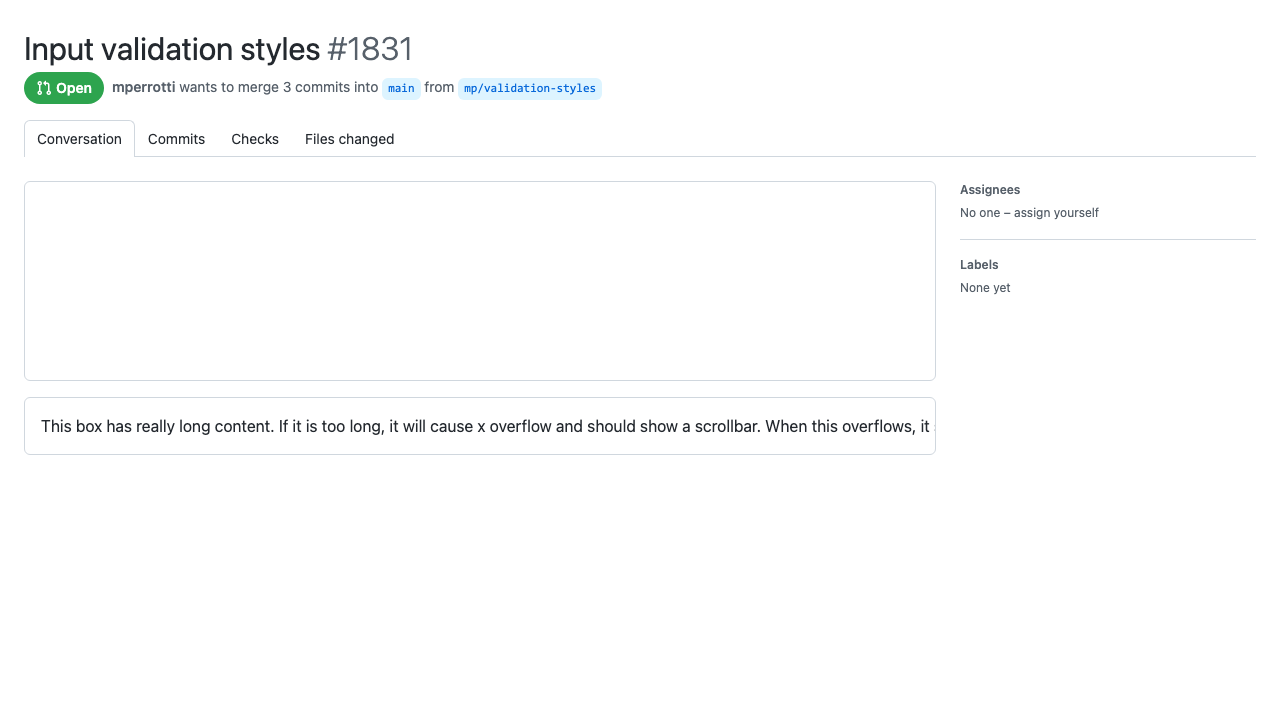 Input validation styles #1831
Open mperrotti wants to merge 3 commits into main from mp/validation-styles
Conversation Commits Checks Files changed
Assignees
No one – assign yourself
Labels
None yet
This box has really long content. If it is too long, it will cause x overflow and should show a scrollbar. When this overflows, it